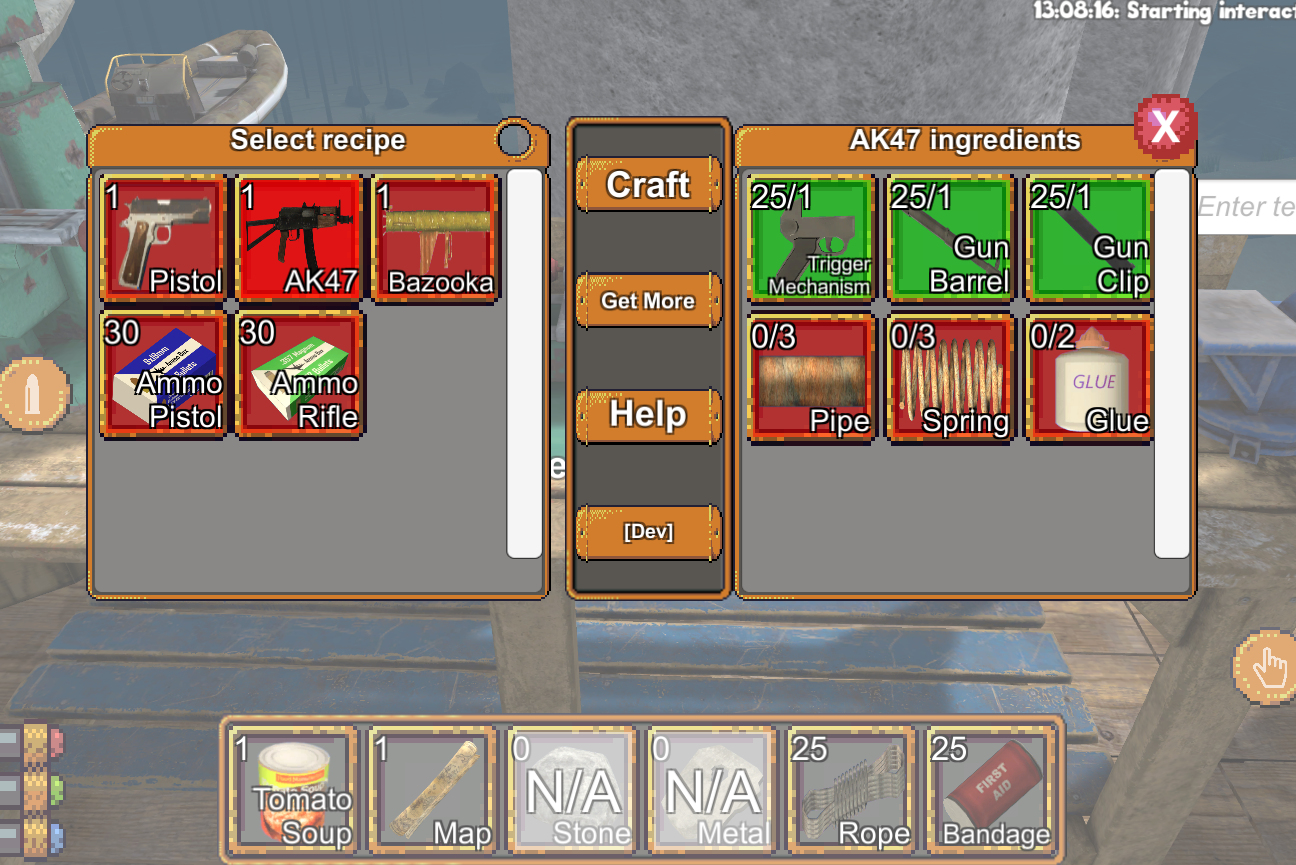 13:08:16: Starting interact
Select recipe
1
Pistol
1
AK47
1
Bazooka
30
Ammo
Pistol
30
Ammo
Rifle
Craft
Get More
Help
[Dev]
AK47 ingredients
X
25/1
Trigger
Mechanism
25/1
Gun
Barrel
25/1
Gun
Clip
0/3
Pipe
0/3
Spring
0/2
GLUE
Glue
Enter te
e
1
Tomato
Soup
1
Map
0
N/A
Stone
0
N/A
Metal
25
Rope
25
FIRST
AID
Bandage